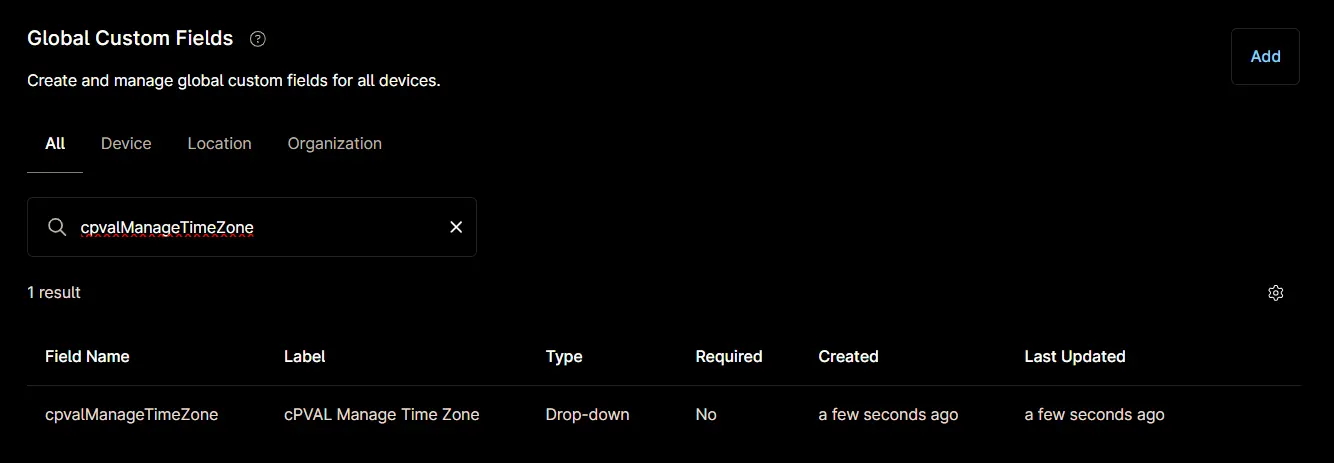 Global Custom Fields
Add
Create and manage global custom fields for all devices.
All Device Location Organization
cpvalManageTimeZone
1 result
Field Name Label Type Required Created Last Updated
cpvalManageTimeZone cPVAL Manage Time Zone Drop-down No a few seconds ago a few seconds ago